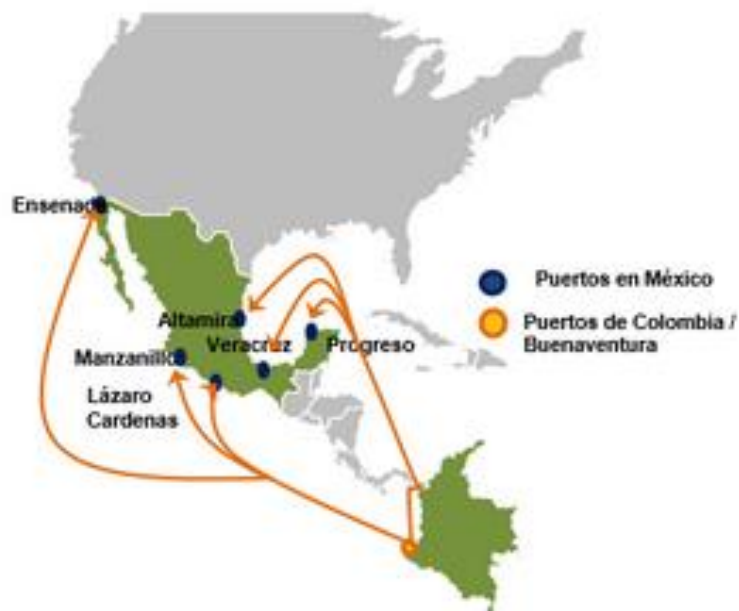 Ensenada
Puertos en México
Altamira
Puertos de Colombia /
Buenaventura
Veracruz
Progreso
Manzanillo
Lázaro
Cardenas